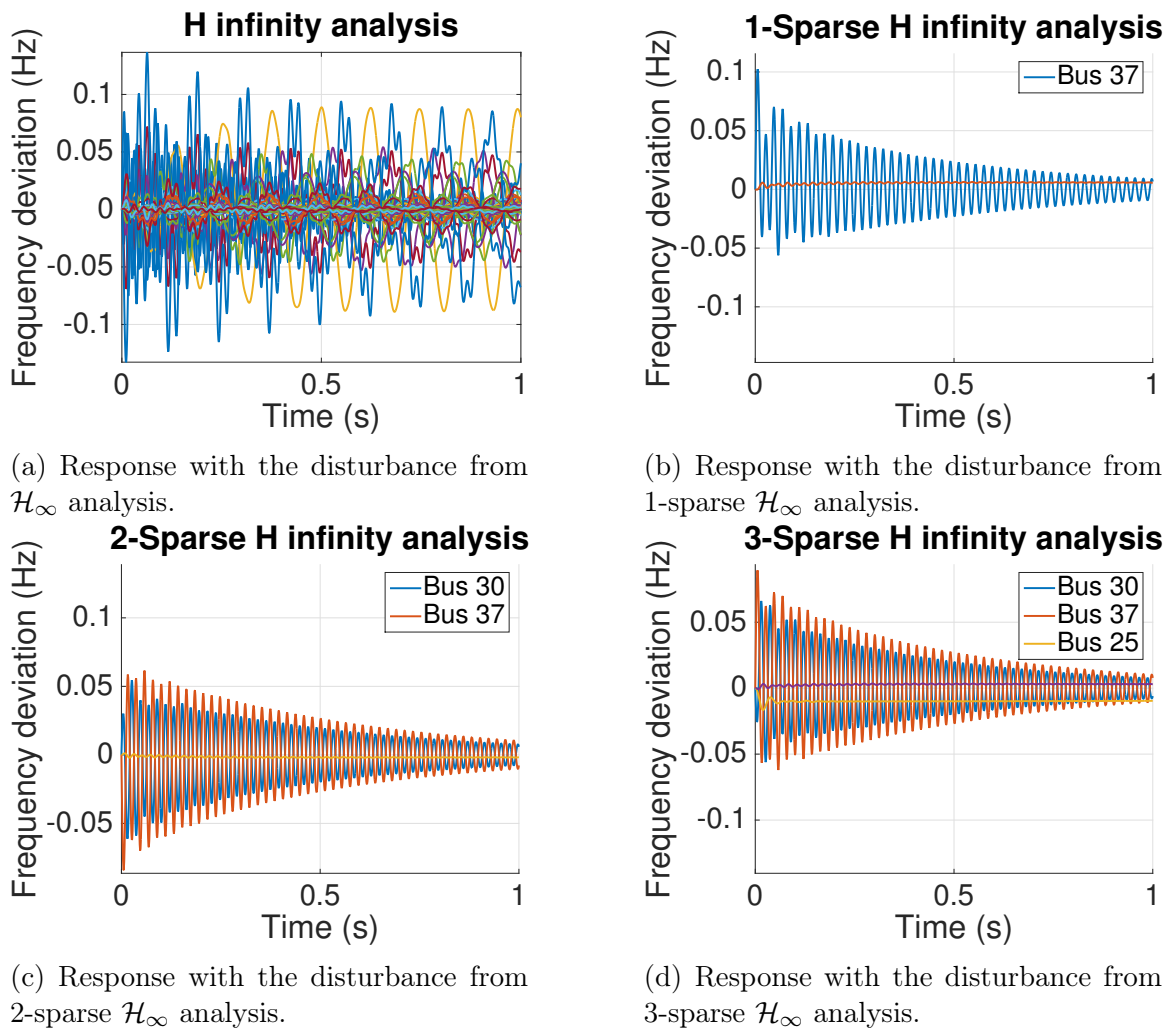 H infinity analysis
Frequency deviation (Hz)
0.1
0.05
0
-0.05
-0.1
0
0.5
1
Time (s)
(a) Response with the disturbance from
H∞ analysis.
1-Sparse H infinity analysis
Frequency deviation (Hz)
0.1
0.05
0
-0.05
-0.1
Bus 37
0
0.5
1
Time (s)
(b) Response with the disturbance from
1-sparse H∞ analysis.
2-Sparse H infinity analysis
Frequency deviation (Hz)
0.1
0.05
0
-0.05
Bus 30
Bus 37
0
0.5
1
Time (s)
(c) Response with the disturbance from
2-sparse H∞ analysis.
3-Sparse H infinity analysis
Frequency deviation (Hz)
0.05
0
-0.05
-0.1
Bus 30
Bus 37
Bus 25
0
0.5
1
Time (s)
(d) Response with the disturbance from
3-sparse H∞ analysis.